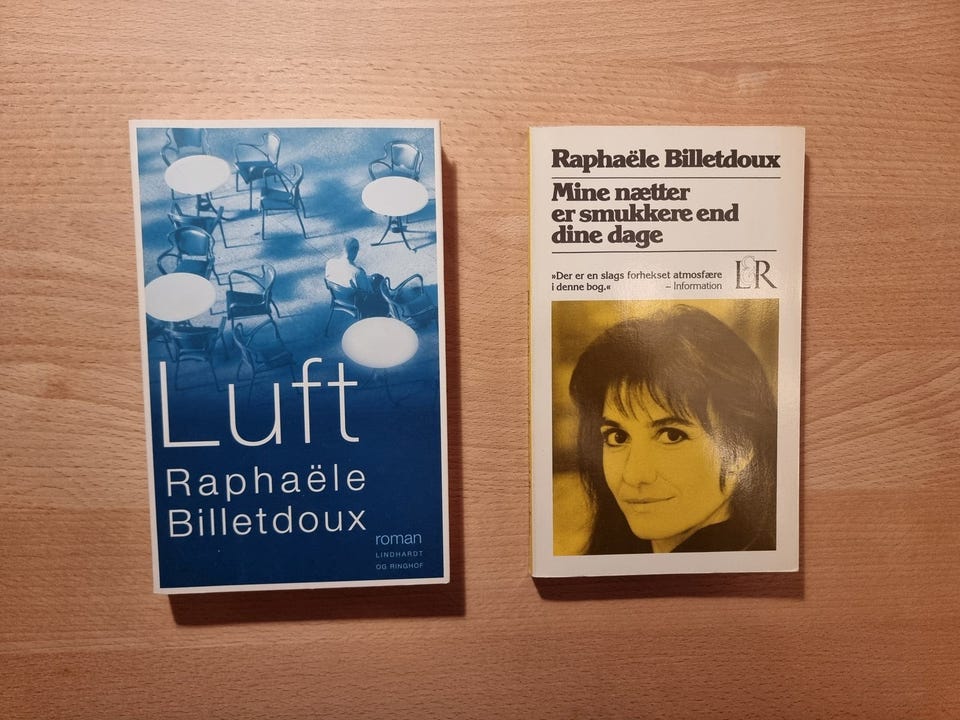 Luft
Raphaële
Billetdoux
roman
LINDHARDT
OG RINGHOF
Raphaële Billetdoux
Mine nætter
er smukkere end
dine dage
»Der er en slags forhekset atmosfære
i denne bog.«
– Information
L&R